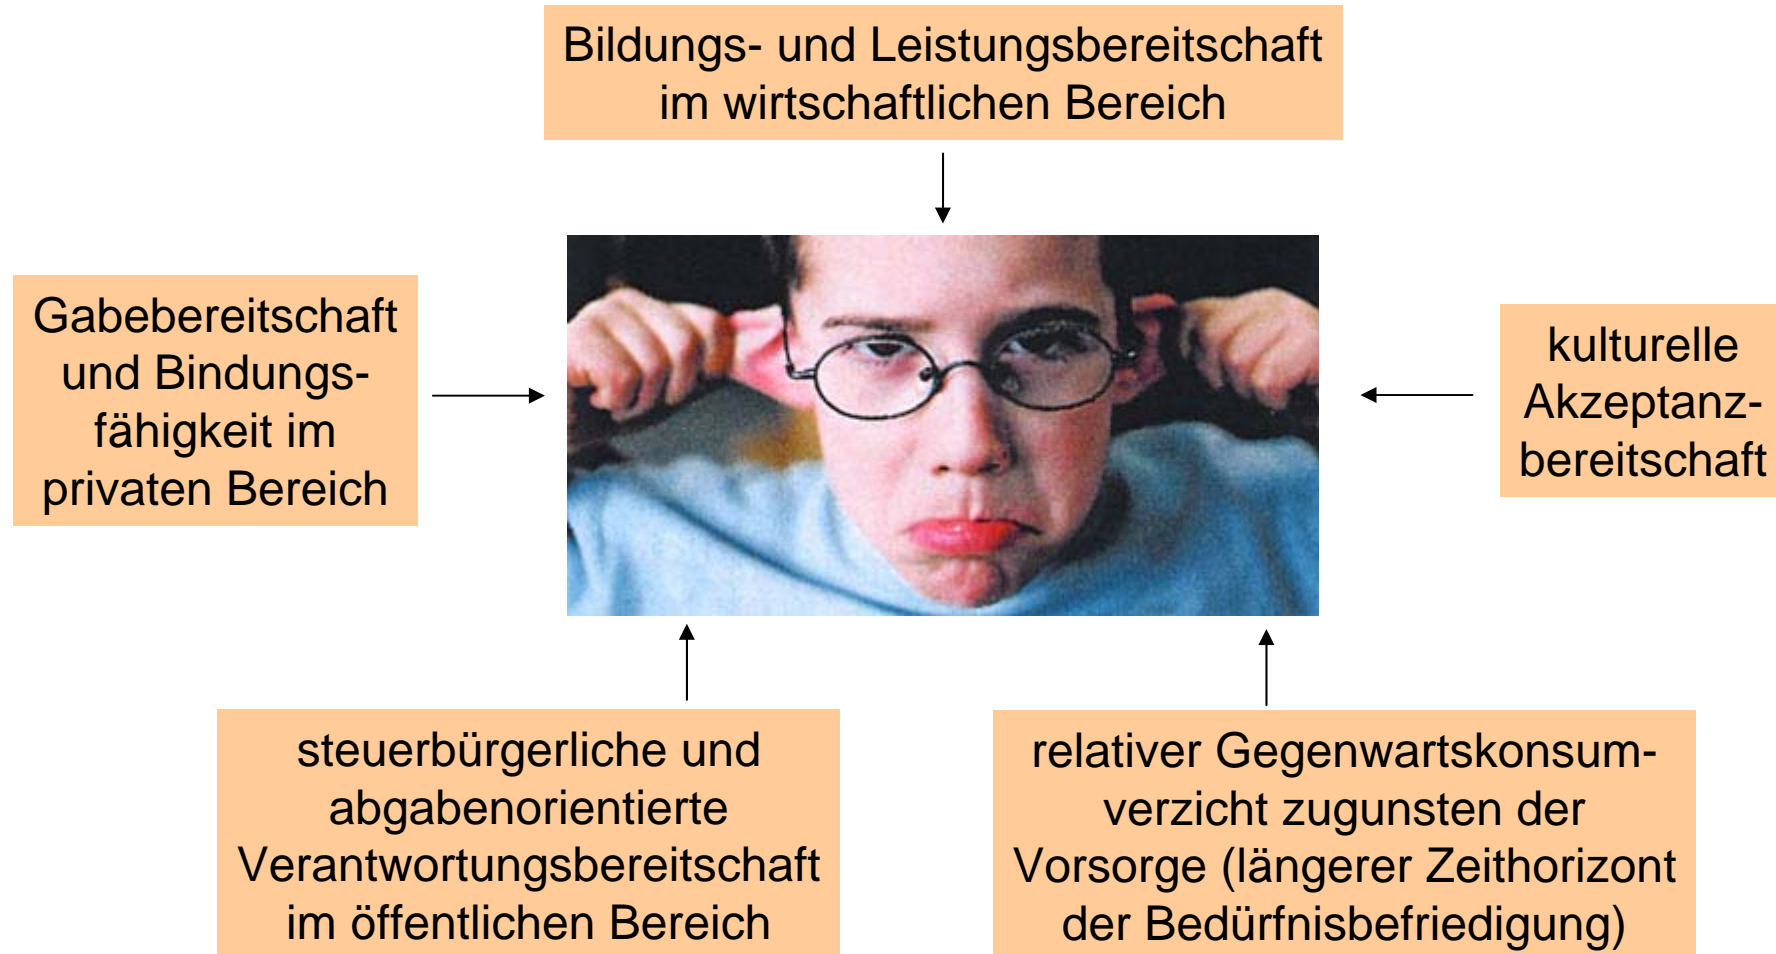 Bildungs- und Leistungsbereitschaft
im wirtschaftlichen Bereich
Gabebereitschaft
und Bindungs-
fähigkeit im
privaten Bereich
kulturelle
Akzeptanz-
bereitschaft
steuerbürgerliche und
abgabenorientierte
Verantwortungsbereitschaft
im öffentlichen Bereich
relativer Gegenwartskonsum-
verzicht zugunsten der
Vorsorge (längerer Zeithorizont
der Bedürfnisbefriedigung)